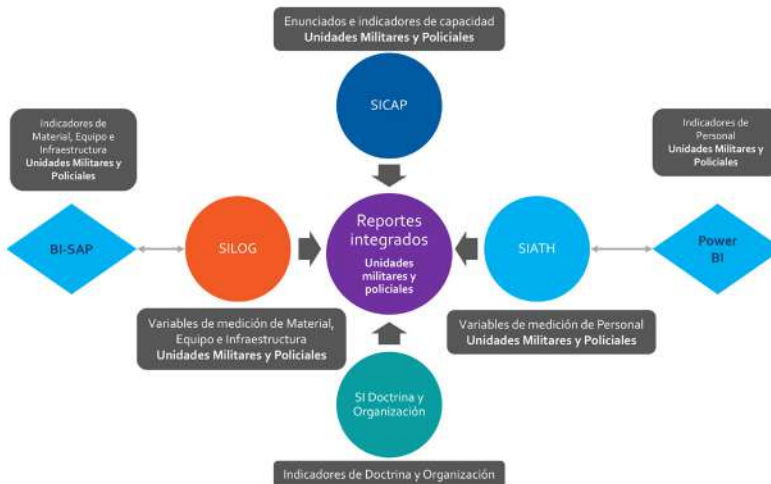 Enunciados e indicadores de capacidad
Unidades Militares y Policiales
SICAP
Indicadores de
Material, Equipo e
Infraestructura
Unidades Militares y
Policiales
Indicadores de
Personal
Unidades Militares y
Policiales
BI-SAP
SILOG
Reportes
integrados
Unidades
militares y
policiales
SIATH
Power
BI
Variables de medición de Material,
Equipo e Infraestructura
Unidades Militares y Policiales
Variables de medición de Personal
Unidades Militares y Policiales
SI Doctrina y
Organización
Indicadores de Doctrina y Organización